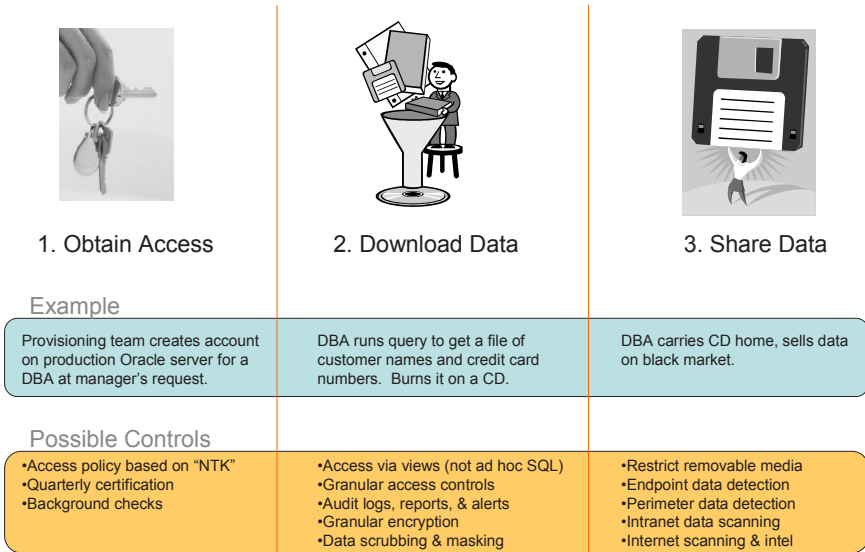 1. Obtain Access
2. Download Data
3. Share Data
Example
Provisioning team creates account
on production Oracle server for a
DBA at manager's request.
DBA runs query to get a file of
customer names and credit card
numbers.  Burns it on a CD.
DBA carries CD home, sells data
on black market.
Possible Controls
•Access policy based on “NTK”
•Quarterly certification
•Background checks
•Access via views (not ad hoc SQL)
•Granular access controls
•Audit logs, reports, & alerts
•Granular encryption
•Data scrubbing & masking
•Restrict removable media
•Endpoint data detection
•Perimeter data detection
•Intranet data scanning
•Internet scanning & intel